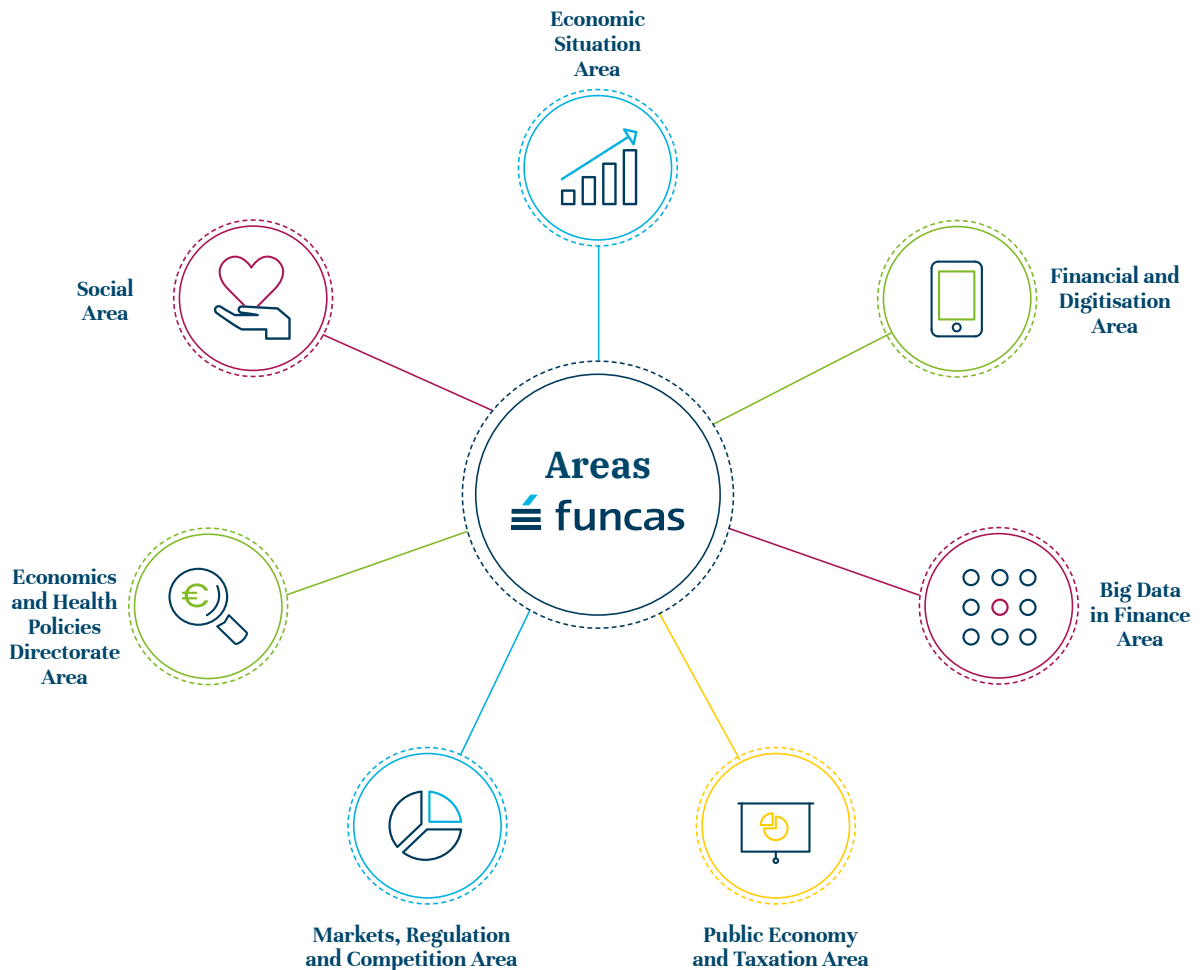 Economic
Situation
Area
Social
Area
Financial and
Digitisation
Area
Areas
funcas
Economics
and Health
Policies
Directorate
Area
€
Big Data
in Finance
Area
Markets, Regulation
and Competition Area
Public Economy
and Taxation Area